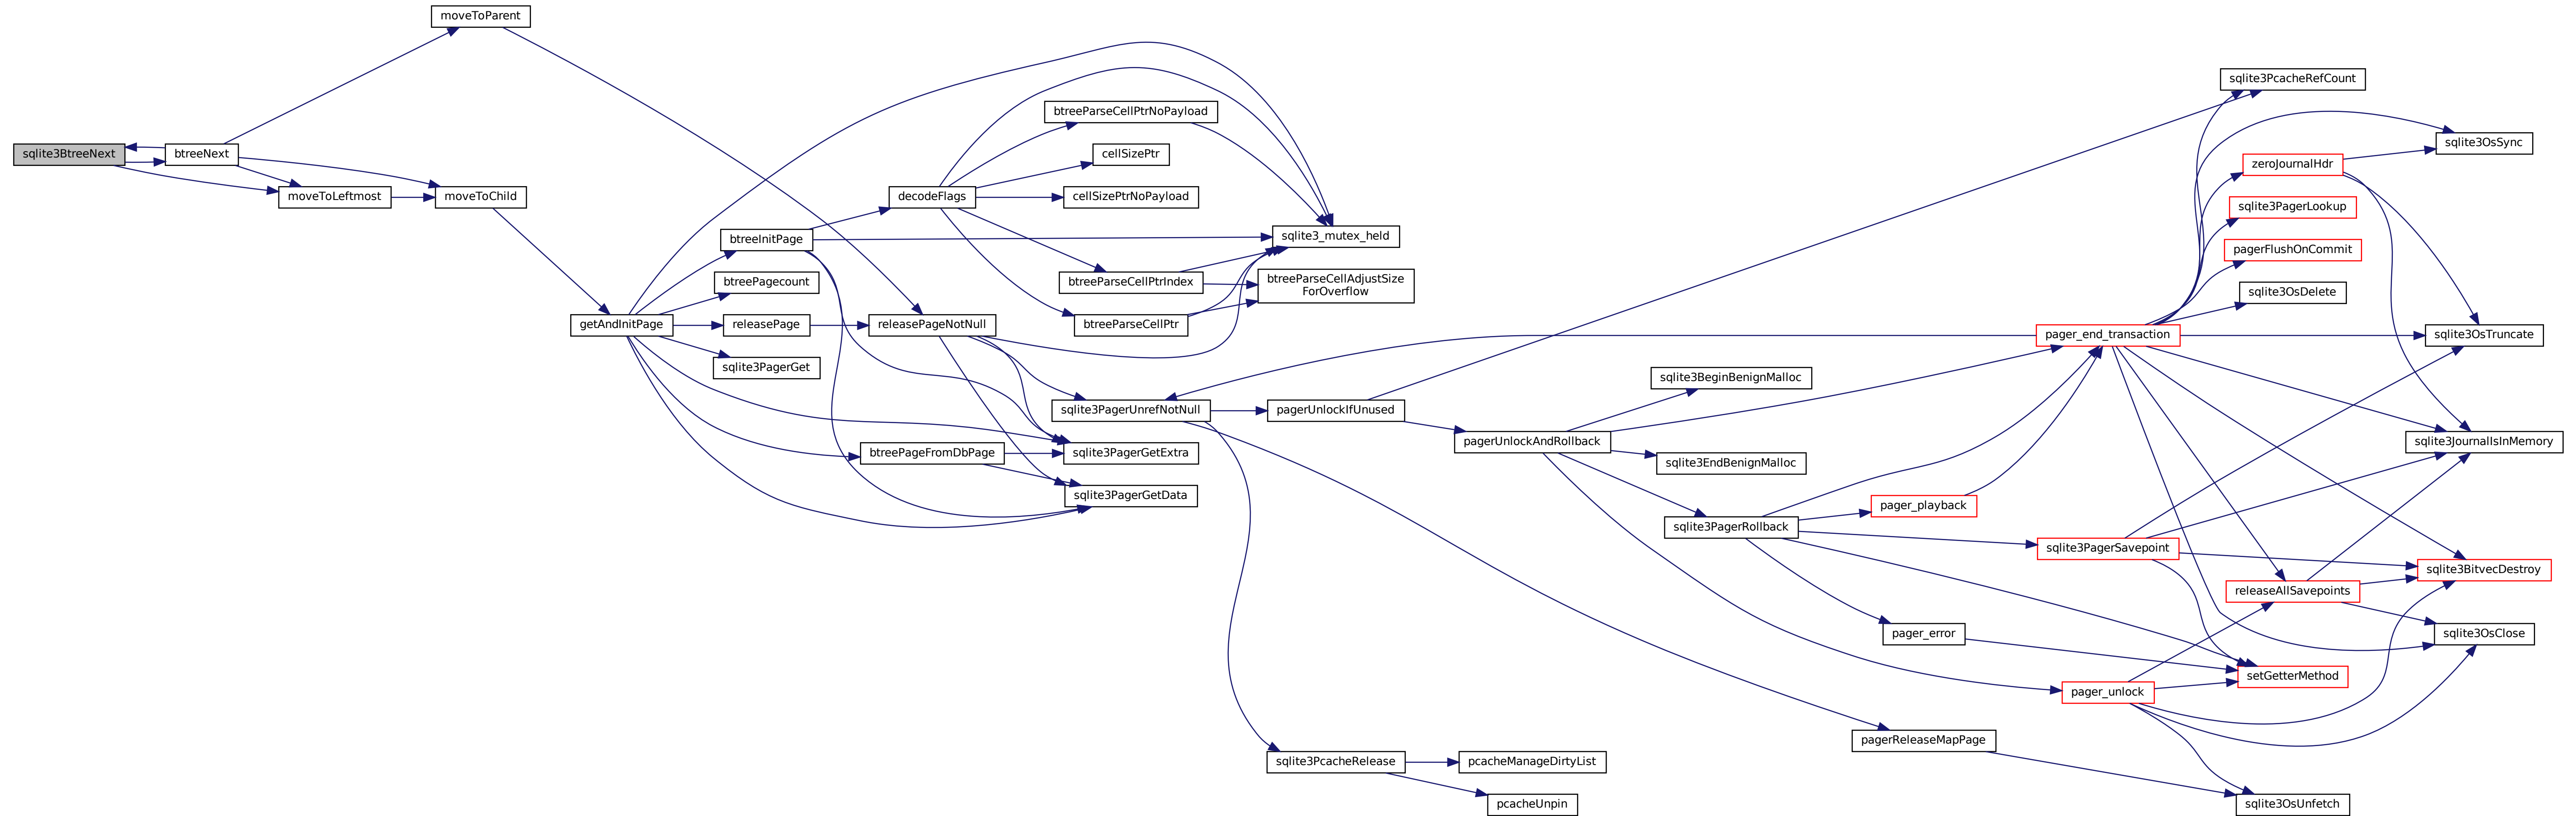 sqlite3BtreeNext
btreeNext
moveToParent
moveToLeftmost
moveToChild
getAndInitPage
btreeInitPage
btreePagecount
releasePage
sqlite3PagerGet
btreePageFromDbPage
decodeFlags
releasePageNotNull
btreeParseCellPtrNoPayload
cellSizePtr
cellSizePtrNoPayload
btreeParseCellPtrIndex
btreeParseCellPtr
sqlite3PagerUnrefNotNull
sqlite3PagerGetExtra
sqlite3PagerGetData
sqlite3_mutex_held
btreeParseCellAdjustSize
ForOverflow
pagerUnlockIfUnused
sqlite3PcacheRelease
pagerUnlockAndRollback
pcacheManageDirtyList
pcacheUnpin
sqlite3BeginBenignMalloc
sqlite3EndBenignMalloc
sqlite3PagerRollback
pager_playback
pager_error
pagerReleaseMapPage
pager_end_transaction
sqlite3PagerSavepoint
pager_unlock
sqlite3PcacheRefCount
zeroJournalHdr
sqlite3PagerLookup
pagerFlushOnCommit
sqlite3OsDelete
releaseAllSavepoints
setGetterMethod
sqlite3OsUnfetch
sqlite3OsSync
sqlite3OsTruncate
sqlite3JournalIsInMemory
sqlite3BitvecDestroy
sqlite3OsClose